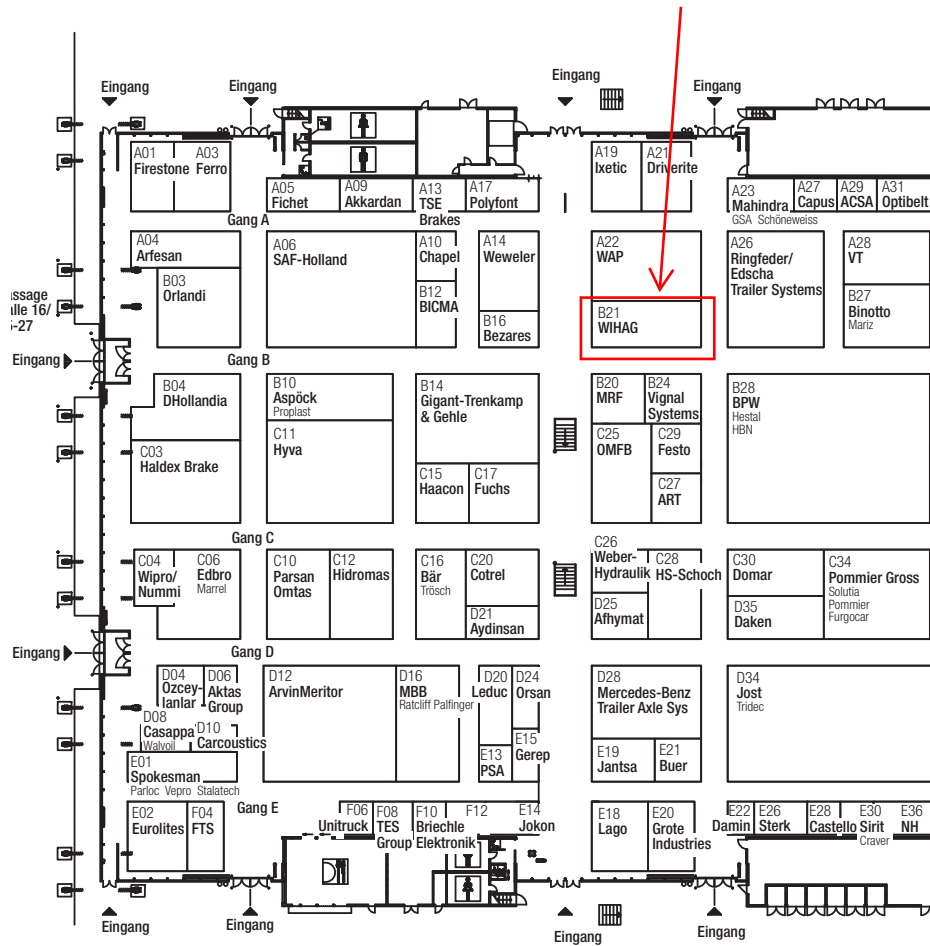 Eingang
Eingang
Eingang
Eingang
A01
Firestone
A03
Ferro
A05
Fichet
A09
Akkardan
A13
TSE
Brakes
A17
Polyfont
A19
Ixetic
A21
Driverite
A23
Mahindra
GSA Schöneweiss
A27
Capus
A29
ACSA
A31
Optibelt
Gang A
A04
Arfesan
B03
Orlandi
A06
SAF-Holland
A10
Chapel
B12
BICMA
A14
Weweler
B16
Bezares
A22
WAP
B21
WIHAG
A26
Ringfeder/
Edscha
Trailer Systems
A28
VT
B27
Binotto
Mariz
assage
alle 16/
5-27
Eingang
Gang B
B04
DHollandia
C03
Haldex Brake
B10
Aspöck
Proplast
C11
Hyva
B14
Gigant-Trenkamp
& Gehle
C15
Haacon
C17
Fuchs
B20
MRF
B24
Vignal
Systems
C25
OMFB
C29
Festo
C27
ART
B28
BPW
Hestal
HBN
Gang C
C04
Wipro/
Nummi
C06
Edbro
Marrel
C10
Parsan
Omtas
C12
Hidromas
C16
Bär
Trösch
C20
Cotrel
D21
Aydinsan
C26
Weber-
Hydraulik
C28
HS-Schoch
D25
Afhymat
C30
Domar
D35
Daken
C34
Pommier Gross
Solutia
Pommier
Furgocar
Eingang
Gang D
D04
Ozcey-
lanlar
D06
Aktas
Group
D08
Casappa
Walvoil
D10
Carcoustics
E01
Spokesman
Parloc Vepro Stalatech
D12
ArvinMeritor
D16
MBB
Ratcliff Palfinger
D20
Leduc
D24
Orsan
E13
PSA
E15
Gerep
D28
Mercedes-Benz
Trailer Axle Sys
E19
Jantsa
E21
Buer
D34
Jost
Tridec
Gang E
E02
Eurolites
F04
FTS
F06
Unitruck
F08
TES
Group
F10
Briechle
Elektronik
F12
E14
Jokon
E18
Lago
E20
Grote
Industries
E22
Damin
E26
Sterk
E28
Castello
E30
Sirit
Craver
E36
NH
Eingang
Eingang
Eingang
Eingang